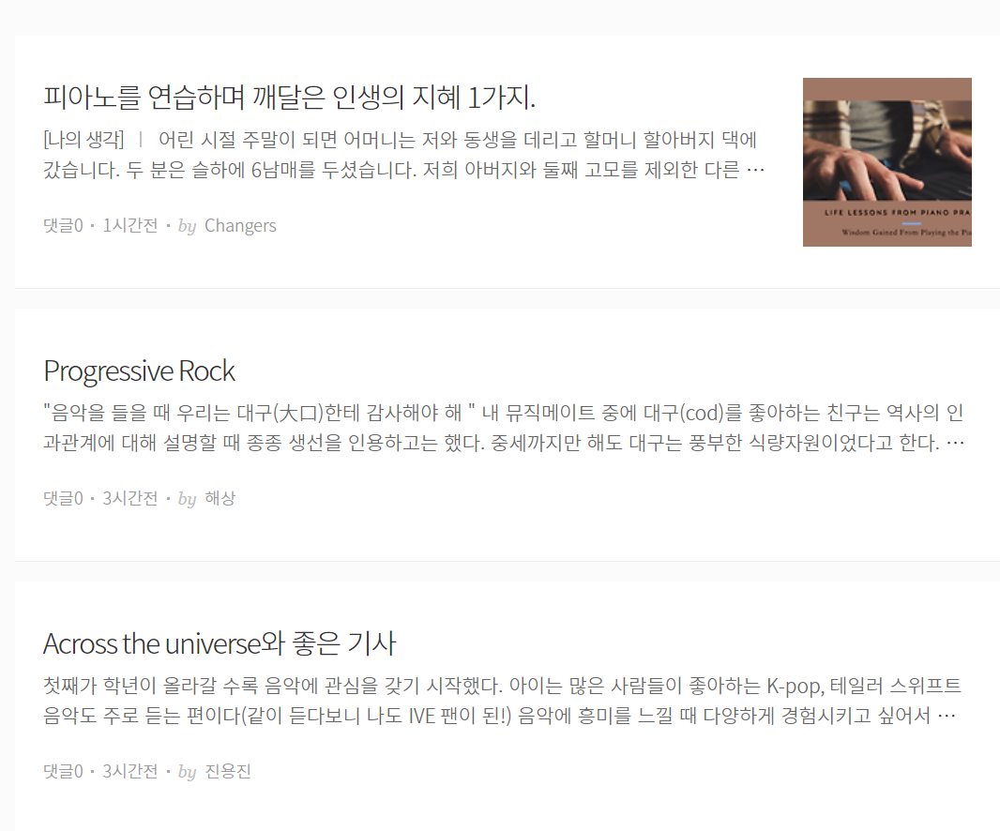 피아노를 연습하며 깨달은 인생의 지혜 1가지.
[나의 생각] ㅣ 어린 시절 주말이 되면 어머니는 저와 동생을 데리고 할머니 할아버지 댁에
갔습니다. 두 분은 슬하에 6남매를 두셨습니다. 저희 아버지와 둘째 고모를 제외한 다른 …
댓글0 · 1시간전 · by Changers
LIFE LESSONS FROM PIANO PRA
Wisdom Gained From Playing the Pia
Progressive Rock
"음악을 들을 때 우리는 대구(大口)한테 감사해야 해 " 내 뮤직메이트 중에 대구(cod)를 좋아하는 친구는 역사의 인
과관계에 대해 설명할 때 종종 생선을 인용하고는 했다. 중세까지만 해도 대구는 풍부한 식량자원이었다고 한다. …
댓글0 · 3시간전 · by 해상
Across the universe와 좋은 기사
첫째가 학년이 올라갈 수록 음악에 관심을 갖기 시작했다. 아이는 많은 사람들이 좋아하는 K-pop, 테일러 스위프트
음악도 주로 듣는 편이다(같이 듣다보니 나도 IVE 팬이 된!) 음악에 흥미를 느낄 때 다양하게 경험시키고 싶어서 …
댓글0 · 3시간전 · by 진용진